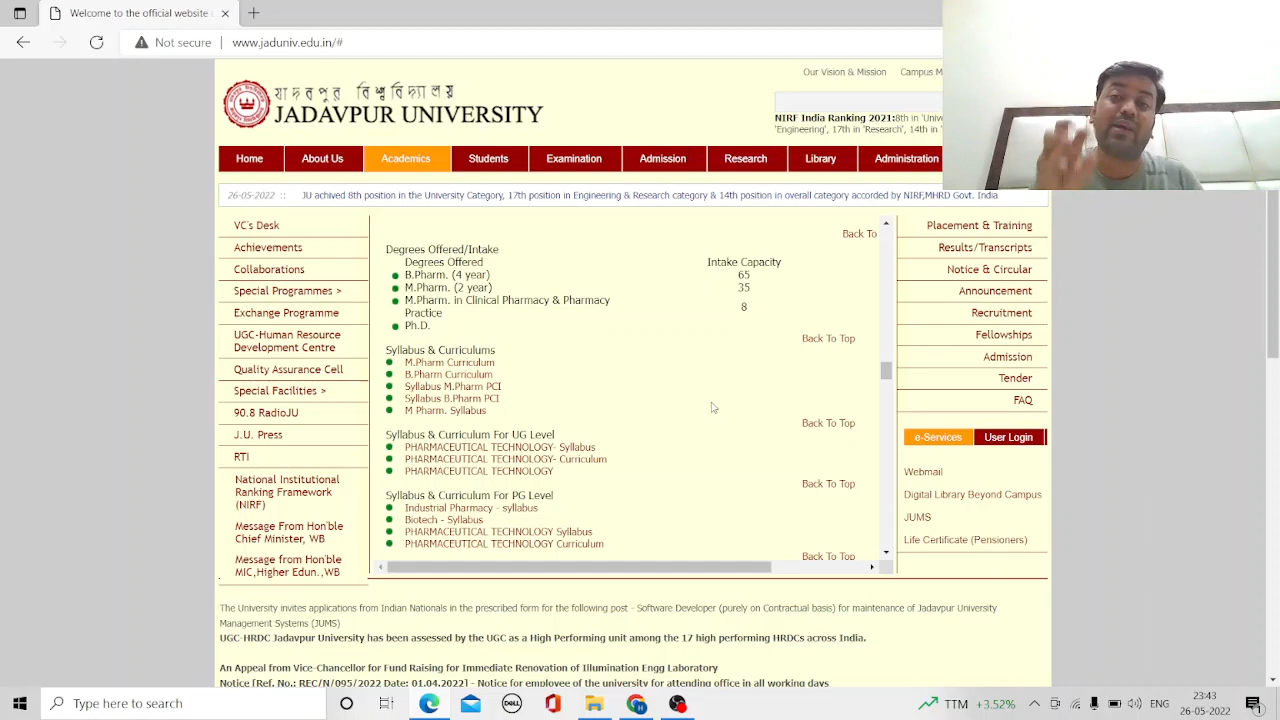 Official website of the
Not secure | www.jaduniv.edu.in/#
Our Vision & Mission Campus M
যাদবপুর বিশ্ববিদ্যালয়
JADAVPUR UNIVERSITY
NIRF India Ranking 2021:8th in 'Univ
'Engineering', 17th in 'Research', 14th in '
Home About Us Academics Students Examination Admission Research Library Administration
26-05-2022 :: JU achived 8th position in the University Category, 17th position in Engineering & Research category & 14th position in overall category accorded by NIRF,MHRD Govt. India
VC's Desk
Achievements
Collaborations
Special Programmes >
Exchange Programme
UGC-Human Resource
Development Centre
Quality Assurance Cell
Special Facilities >
90.8 RadioJU
J.U. Press
RTI
National Institutional
Ranking Framework
(NIRF)
Message From Hon'ble
Chief Minister, WB
Message from Hon'ble
MIC,Higher Edun.,WB
Back To
Degrees Offered/Intake
Degrees Offered Intake Capacity
B.Pharm. (4 year) 65
M.Pharm. (2 year) 35
M.Pharm. in Clinical Pharmacy & Pharmacy
Practice 8
Ph.D.
Back To Top
Syllabus & Curriculums
M.Pharm Curriculum
B.Pharm Curriculum
Syllabus M.Pharm PCI
Syllabus B.Pharm PCI
M Pharm. Syllabus
Back To Top
Syllabus & Curriculum For UG Level
PHARMACEUTICAL TECHNOLOGY- Syllabus
PHARMACEUTICAL TECHNOLOGY- Curriculum
PHARMACEUTICAL TECHNOLOGY
Back To Top
Syllabus & Curriculum For PG Level
Industrial Pharmacy - syllabus
Biotech - Syllabus
PHARMACEUTICAL TECHNOLOGY Syllabus
PHARMACEUTICAL TECHNOLOGY Curriculum
Back To Top
Placement & Training
Results/Transcripts
Notice & Circular
Announcement
Recruitment
Fellowships
Admission
Tender
FAQ
e-Services User Login
Webmail
Digital Library Beyond Campus
JUMS
Life Certificate (Pensioners)
The University invites applications from Indian Nationals in the prescribed form for the following post - Software Developer (purely on Contractual basis) for maintenance of Jadavpur University
Management Systems (JUMS)
UGC-HRDC Jadavpur University has been assessed by the UGC as a High Performing unit among the 17 high performing HRDCs across India.
An Appeal from Vice-Chancellor for Fund Raising for Immediate Renovation of Illumination Engg Laboratory
Notice [Ref. No.: REC/N/095/2022 Date: 01.04.2022] - Notice for employee of the university for attending office in all working days
Type here to search
DELL
TTM +3.52%
ENG
23:43
26-05-2022